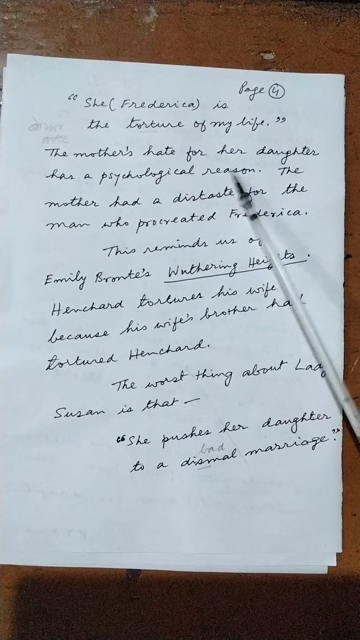 Page 4
"She (Frederica) is
the torture of my life."
The mother's hate for her daughter
has a psychological reason. The
mother had a distaste for the
man who procreated Frederica.
This reminds us of
Emily Bronte's Wuthering Heights.
Henchard tortures his wife
because his wife's brother had
tortured Henchard.
The worst thing about Lady
Susan is that —
"She pushes her daughter
bad
to a dismal marriage."